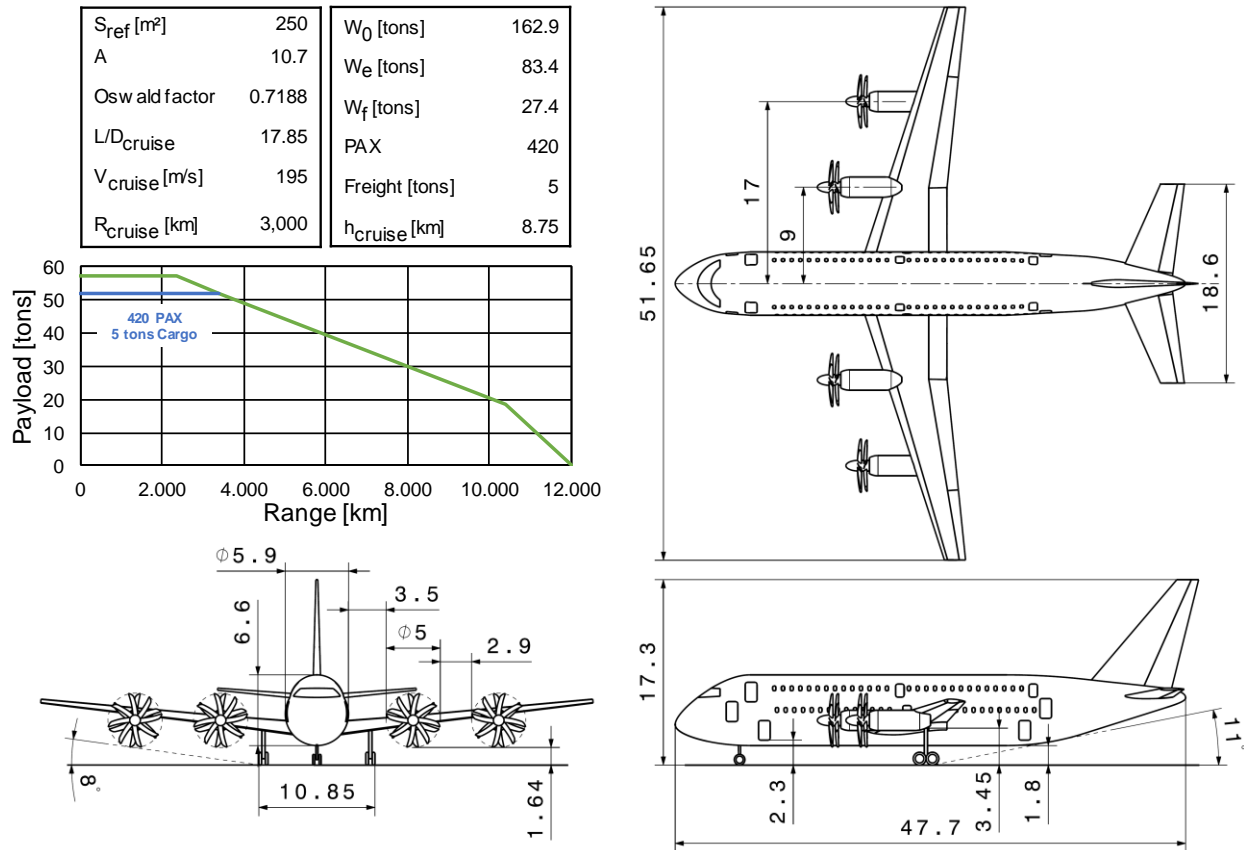 S_ref [m²] 250
A 10.7
Oswald factor 0.7188
L/D_cruise 17.85
V_cruise [m/s] 195
R_cruise [km] 3,000
W_0 [tons] 162.9
W_e [tons] 83.4
W_f [tons] 27.4
PAX 420
Freight [tons] 5
h_cruise [km] 8.75
51.65
17
9
18.6
Payload [tons]
60
50
40
30
20
10
0
420 PAX
5 tons Cargo
0 2.000 4.000 6.000 8.000 10.000 12.000
Range [km]
∅5.9
6.6
3.5
∅5
2.9
8°
10.85
1.64
17.3
2.3
3.45
1.8
11°
47.7